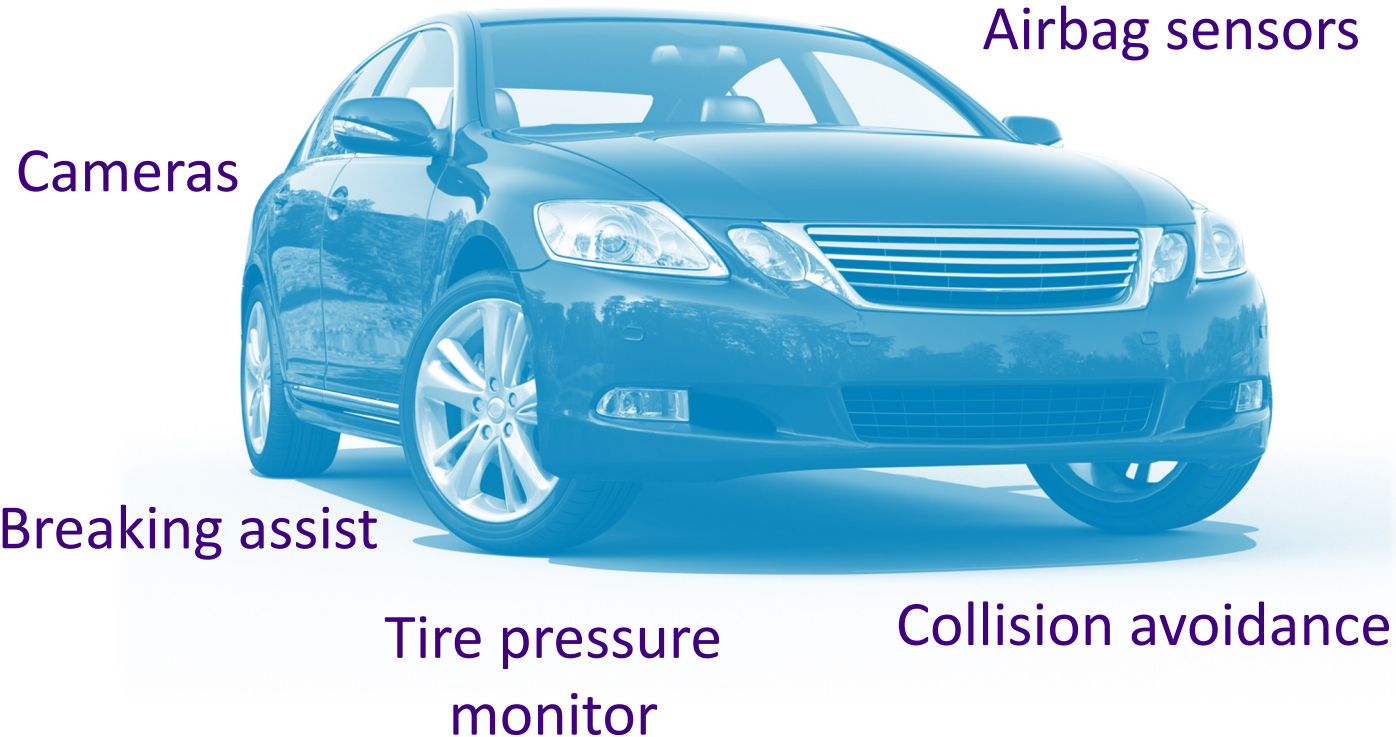 Airbag sensors
Cameras
Breaking assist
Tire pressure
monitor
Collision avoidance